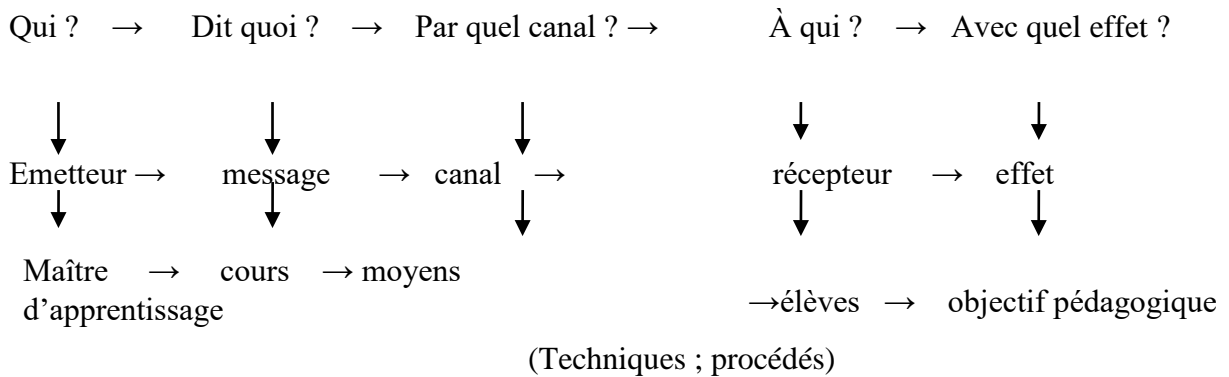 Qui ? → Dit quoi ? → Par quel canal ? → À qui ? → Avec quel effet ?
Emetteur → message → canal → récepteur → effet
Maître → cours → moyens
d’apprentissage
→élèves → objectif pédagogique
(Techniques ; procédés)